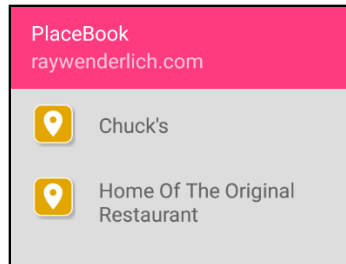 PlaceBook
raywenderlich.com
Chuck's
Home Of The Original
Restaurant